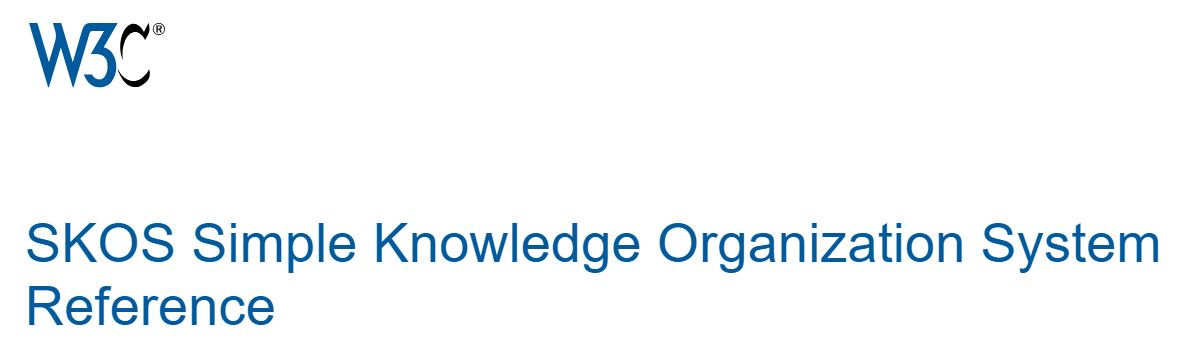 W3C®
SKOS Simple Knowledge Organization System
Reference